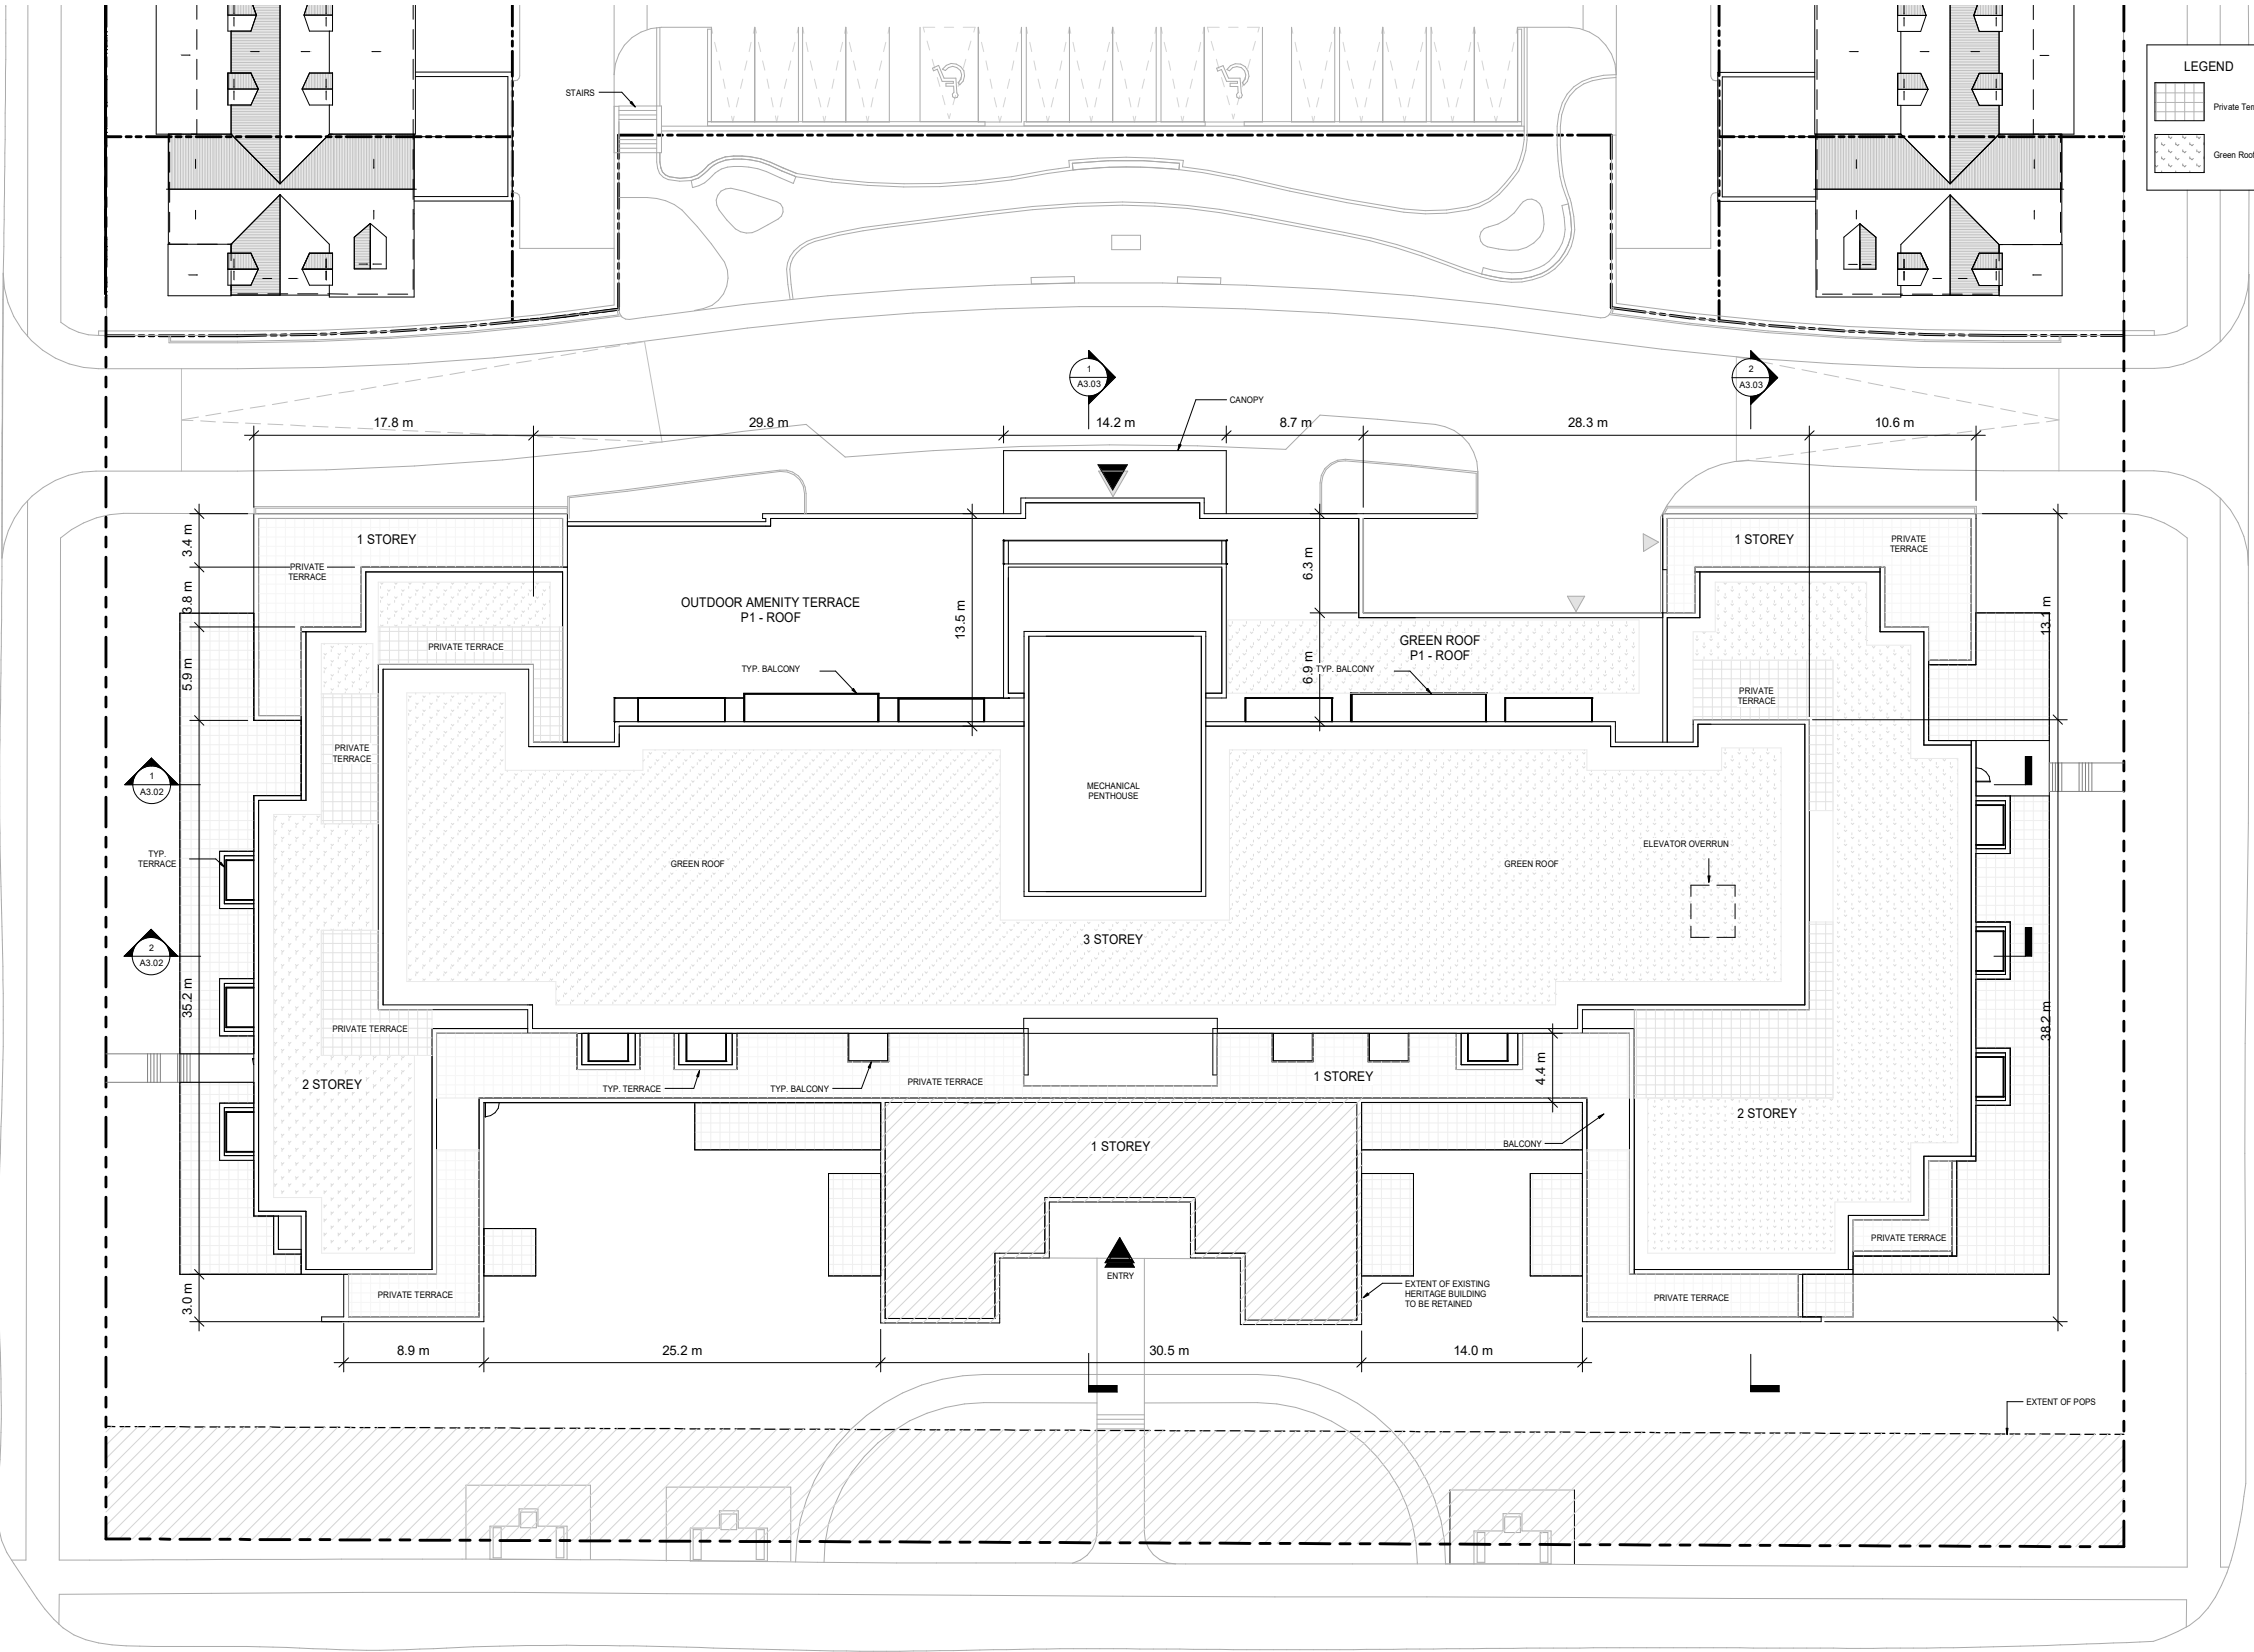 LEGEND
Private Ter
Green Roof
STAIRS
1
A3.03
2
A3.03
CANOPY
17.8 m
29.8 m
14.2 m
8.7 m
28.3 m
10.6 m
3.4 m
3.8 m
5.9 m
35.2 m
3.0 m
1 STOREY
PRIVATE
TERRACE
PRIVATE TERRACE
OUTDOOR AMENITY TERRACE
P1 - ROOF
TYP. BALCONY
13.5 m
6.3 m
6.9 m
GREEN ROOF
P1 - ROOF
TYP. BALCONY
1 STOREY
PRIVATE
TERRACE
13.1 m
PRIVATE
TERRACE
PRIVATE
TERRACE
1
A3.02
MECHANICAL
PENTHOUSE
TYP.
TERRACE
GREEN ROOF
GREEN ROOF
ELEVATOR OVERRUN
2
A3.02
3 STOREY
38.2 m
PRIVATE TERRACE
2 STOREY
TYP. TERRACE
TYP. BALCONY
PRIVATE TERRACE
1 STOREY
4.4 m
2 STOREY
BALCONY
1 STOREY
PRIVATE TERRACE
ENTRY
EXTENT OF EXISTING
HERITAGE BUILDING
TO BE RETAINED
PRIVATE TERRACE
PRIVATE TERRACE
8.9 m
25.2 m
30.5 m
14.0 m
EXTENT OF POPS